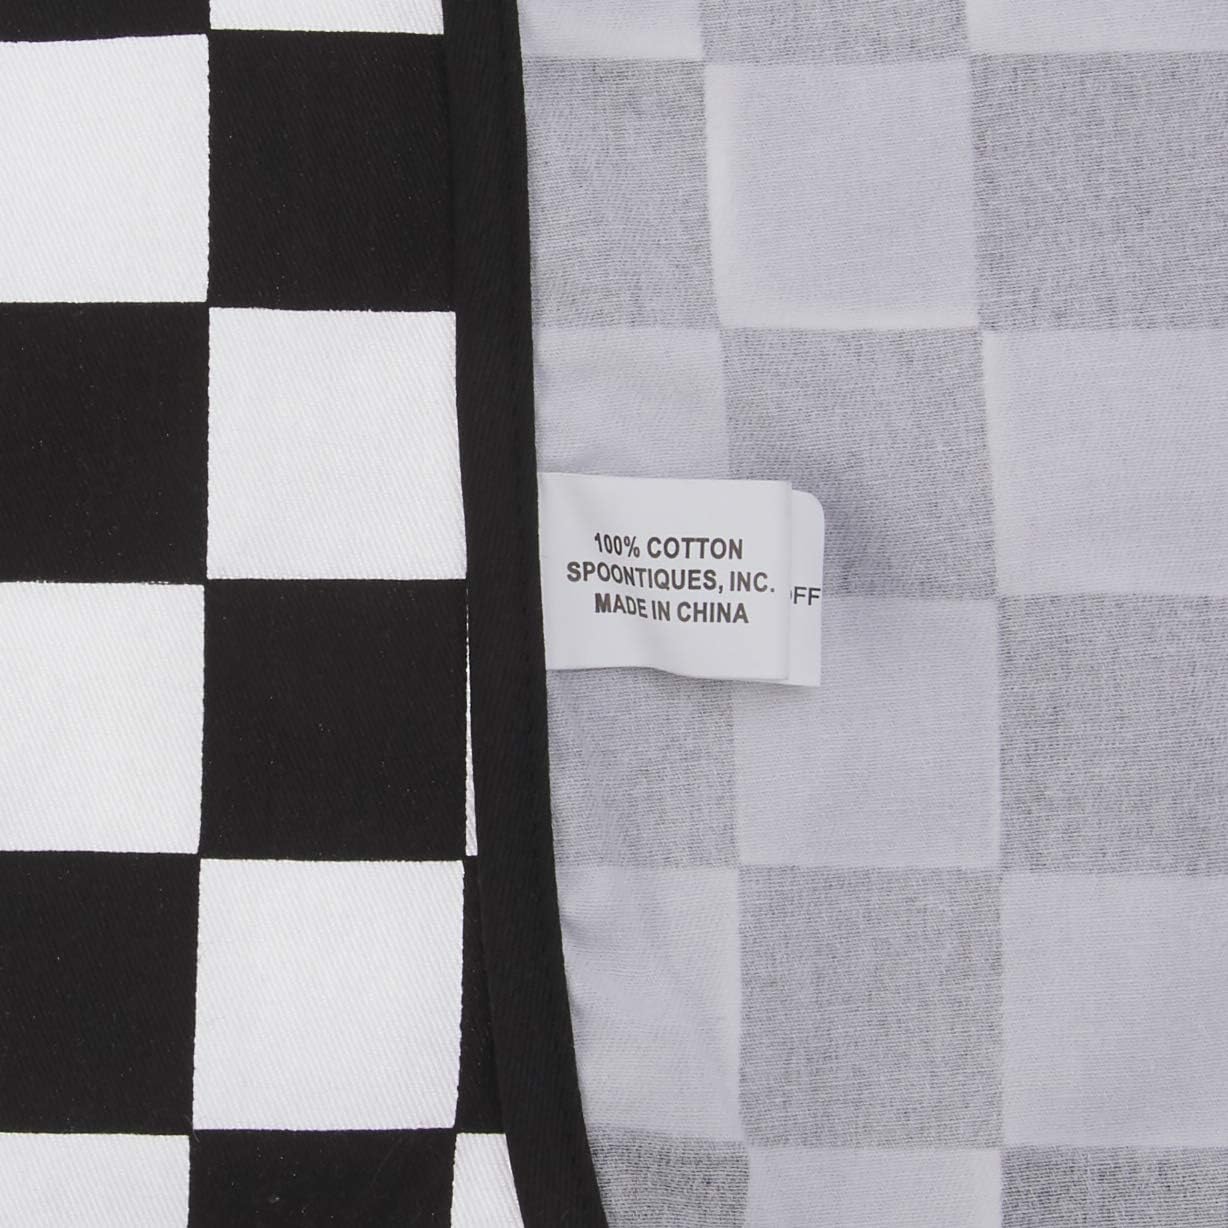 100% COTTON
SPOONTIQUES, INC.
MADE IN CHINA